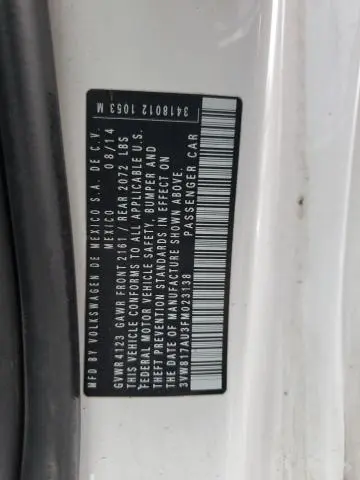 3418012 1053 M
MFD BY VOLKSWAGEN DE MEXICO S.A. DE C.V.
MEXICO 08/14
GVWR 4123 GAWR FRONT 2161/ REAR 2072 LBS
THIS VEHICLE CONFORMS TO ALL APPLICABLE U.S.
FEDERAL MOTOR VEHICLE SAFETY, BUMPER AND
THEFT PREVENTION STANDARDS IN EFFECT ON
THE DATE OF MANUFACTURE SHOWN ABOVE.
3VW817AU3FM023138 PASSENGER CAR